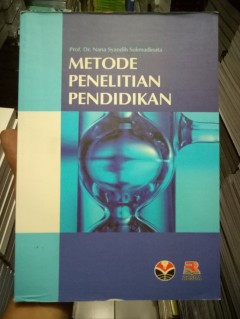 Prof. Dr. Nana Syaodih Sukmadinata
METODE
PENELITIAN
PENDIDIKAN